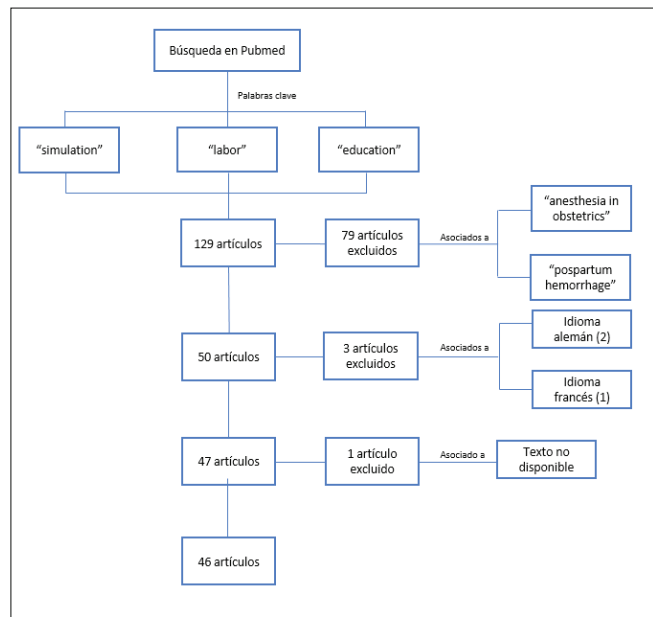 Búsqueda en Pubmed
Palabras clave
“simulation”
“labor”
“education”
129 artículos
79 artículos
excluidos
Asociados a
“anesthesia in
obstetrics”
“pospartum
hemorrhage”
50 artículos
3 artículos
excluidos
Asociados a
Idioma
alemán (2)
Idioma
francés (1)
47 artículos
1 artículo
excluido
Asociado a
Texto no
disponible
46 artículos